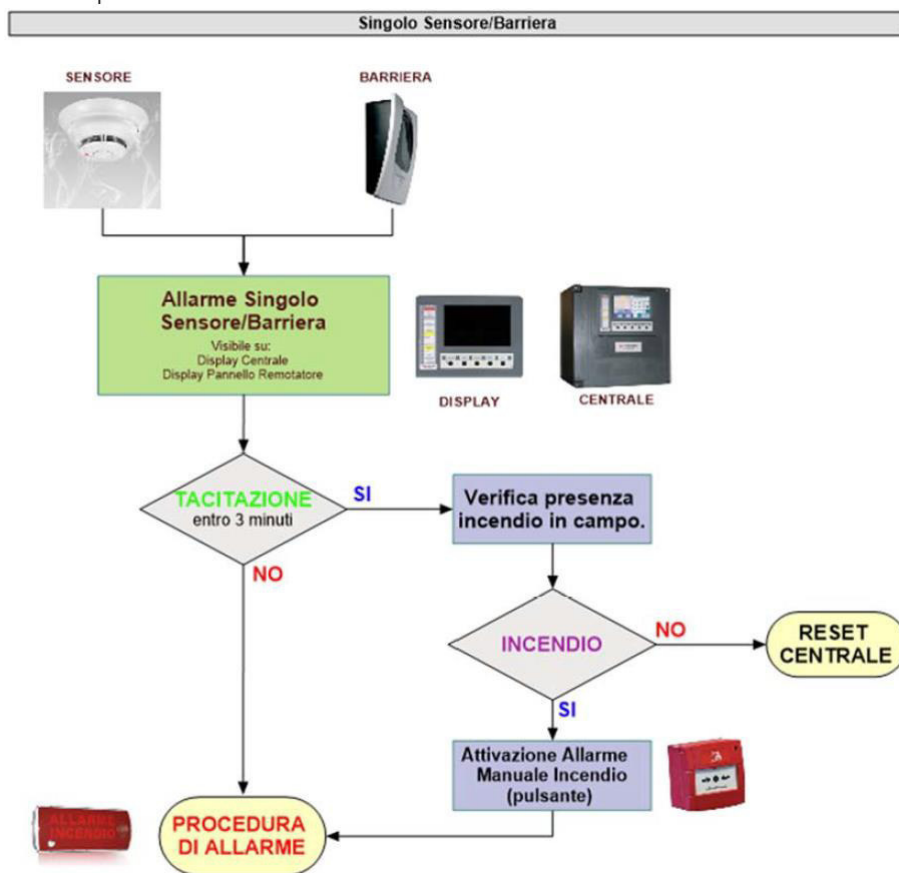 Singolo Sensore/Barriera
SENSORE
BARRIERA
Allarme Singolo
Sensore/Barriera
Visibile su:
Display Centrale
Display Pannello Remotatore
DISPLAY
CENTRALE
TACITAZIONE
entro 3 minuti
SI
Verifica presenza
incendio in campo.
NO
INCENDIO
NO
RESET
CENTRALE
SI
Attivazione Allarme
Manuale Incendio
(pulsante)
ALLARME
INCENDIO
PROCEDURA
DI ALLARME